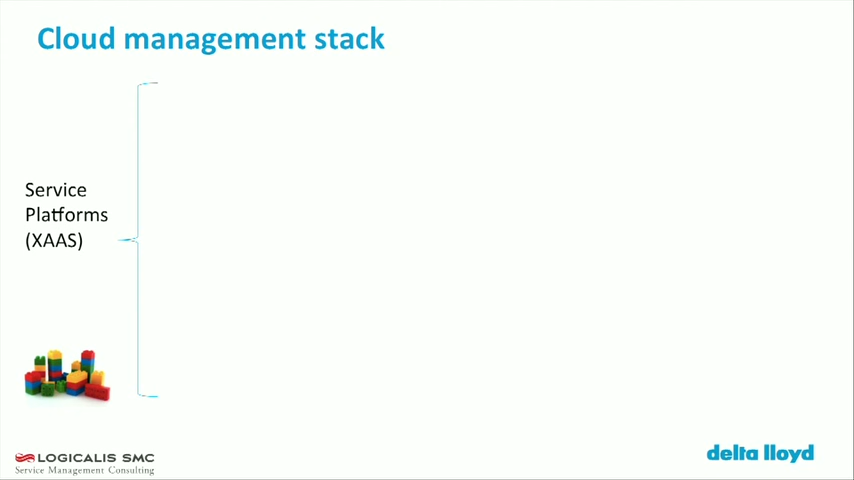 Cloud management stack
Service
Platforms
(XAAS)
LOGICALIS SMC
Service Management Consulting
delta lloyd